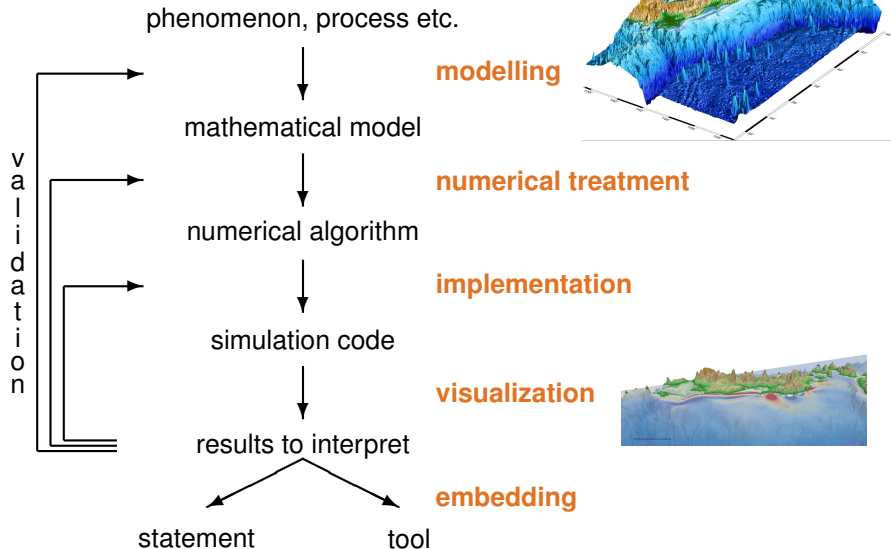 phenomenon, process etc.
modelling
mathematical model
validation
numerical treatment
numerical algorithm
implementation
simulation code
visualization
results to interpret
embedding
statement
tool